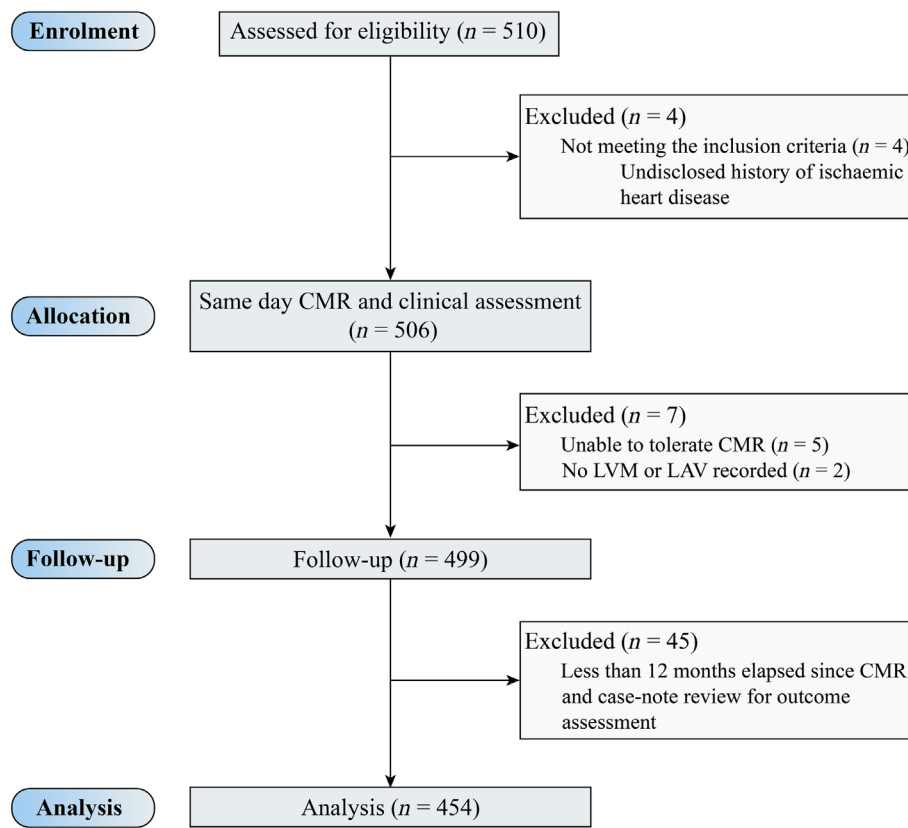 Enrolment
Assessed for eligibility (n = 510)
Excluded (n = 4)
Not meeting the inclusion criteria (n = 4)
Undisclosed history of ischaemic
heart disease
Allocation
Same day CMR and clinical assessment
(n = 506)
Excluded (n = 7)
Unable to tolerate CMR (n = 5)
No LVM or LAV recorded (n = 2)
Follow-up
Follow-up (n = 499)
Excluded (n = 45)
Less than 12 months elapsed since CMR
and case-note review for outcome
assessment
Analysis
Analysis (n = 454)